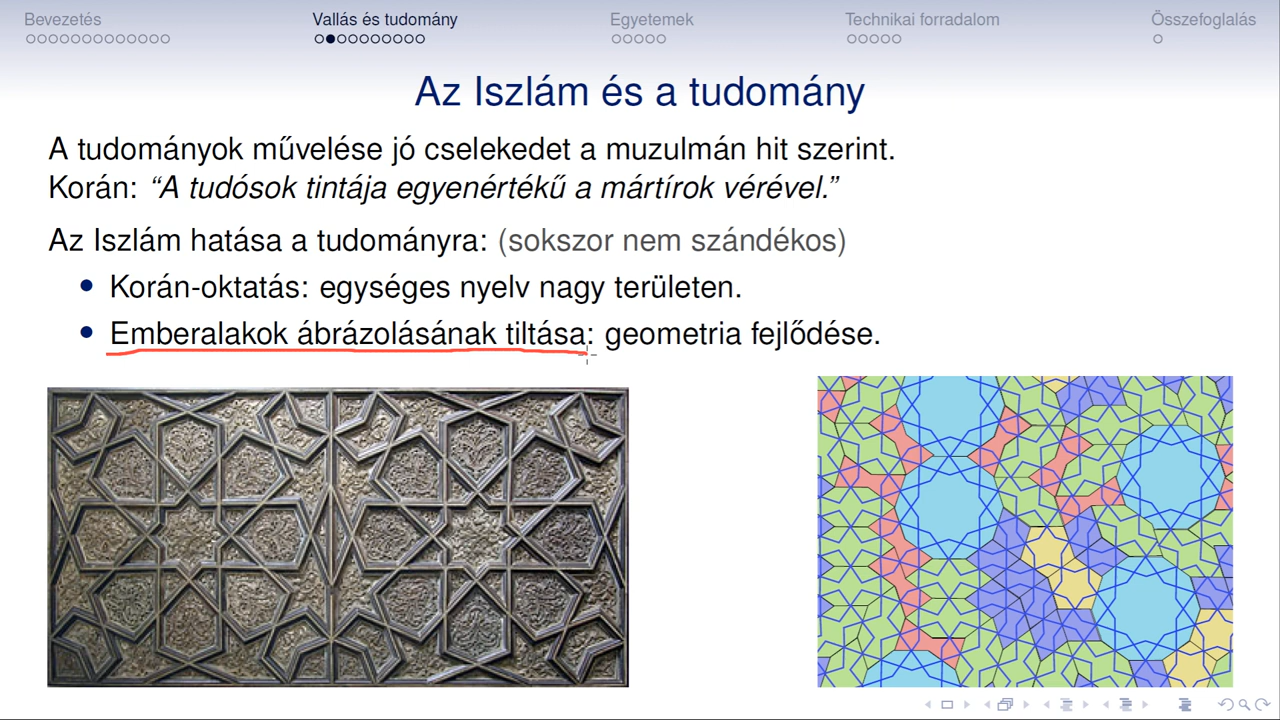 Bevezetés
Vallás és tudomány
Egyetemek
Technikai forradalom
Összefoglalás
Az Iszlám és a tudomány
A tudományok művelése jó cselekedet a muzulmán hit szerint.
Korán: “A tudósok tintája egyenértékű a mártírok vérével.”
Az Iszlám hatása a tudományra: (sokszor nem szándékos)
• Korán-oktatás: egységes nyelv nagy területen.
• Emberalakok ábrázolásának tiltása: geometria fejlődése.